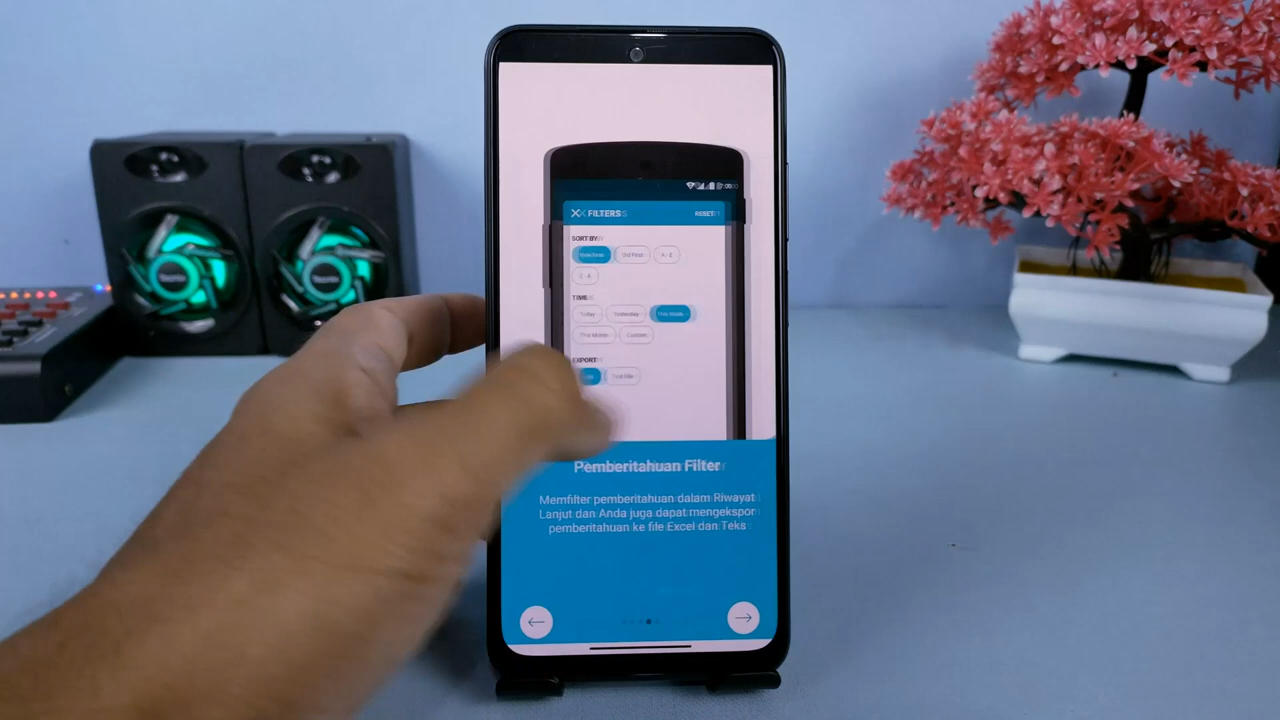 FILTERS
RESET
SORT BY
Old First
A - Z
Z - A
TIME
Today
Yesterday
This Week
This Month
Custom
EXPORT
Text File
Pemberitahuan Filter
Memfilter pemberitahuan dalam Riwayat
Lanjut dan Anda juga dapat mengekspor
pemberitahuan ke file Excel dan Teks